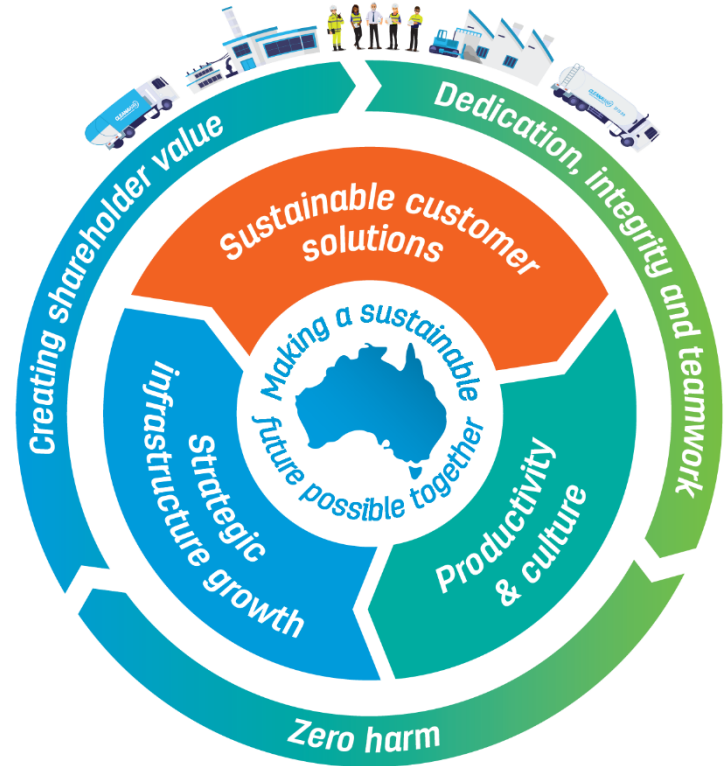 Creating shareholder value
Dedication, integrity and teamwork
Zero harm
Sustainable customer
solutions
Productivity
& culture
Strategic
infrastructure growth
Making a sustainable
future possible together